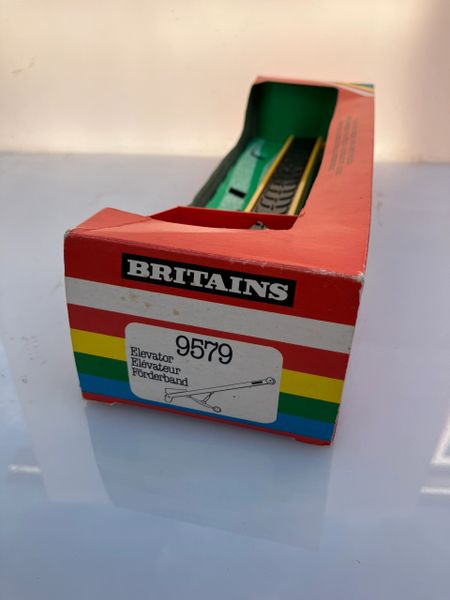 BRITAINS
9579
Elevator
Elévateur
Förderband